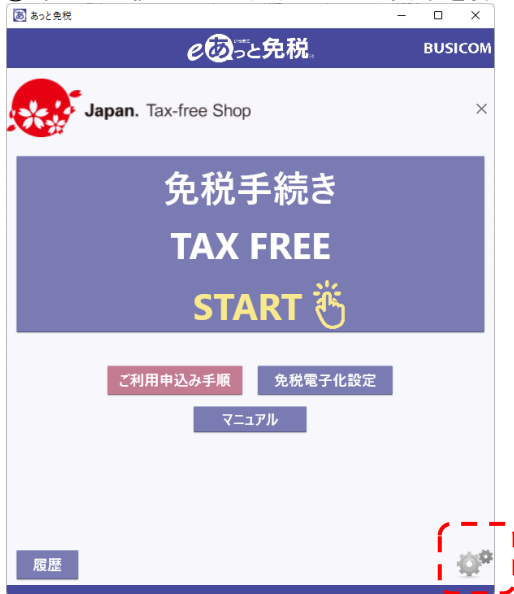 あっと免税
eあっと免税
BUSICOM
Japan. Tax-free Shop
免税手続き
TAX FREE
START
ご利用申込み手順
免税電子化設定
マニュアル
履歴